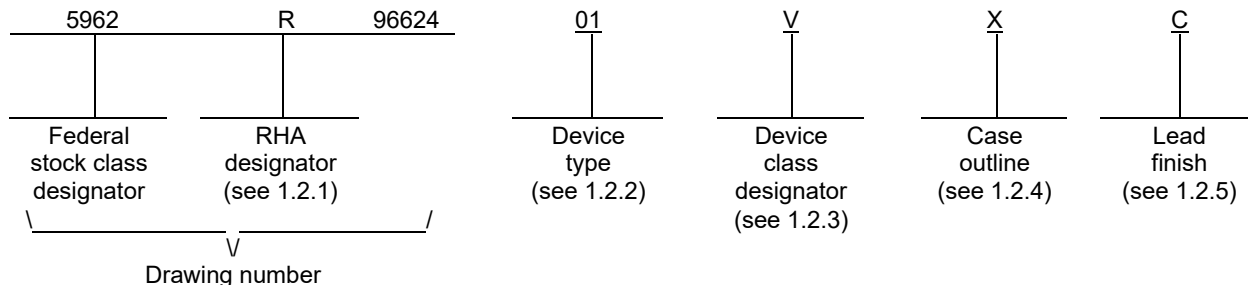 5962 R 96624 01 V X C
Federal stock class designator
RHA designator (see 1.2.1)
Device type (see 1.2.2)
Device class designator (see 1.2.3)
Case outline (see 1.2.4)
Lead finish (see 1.2.5)
\ /
\/
Drawing number